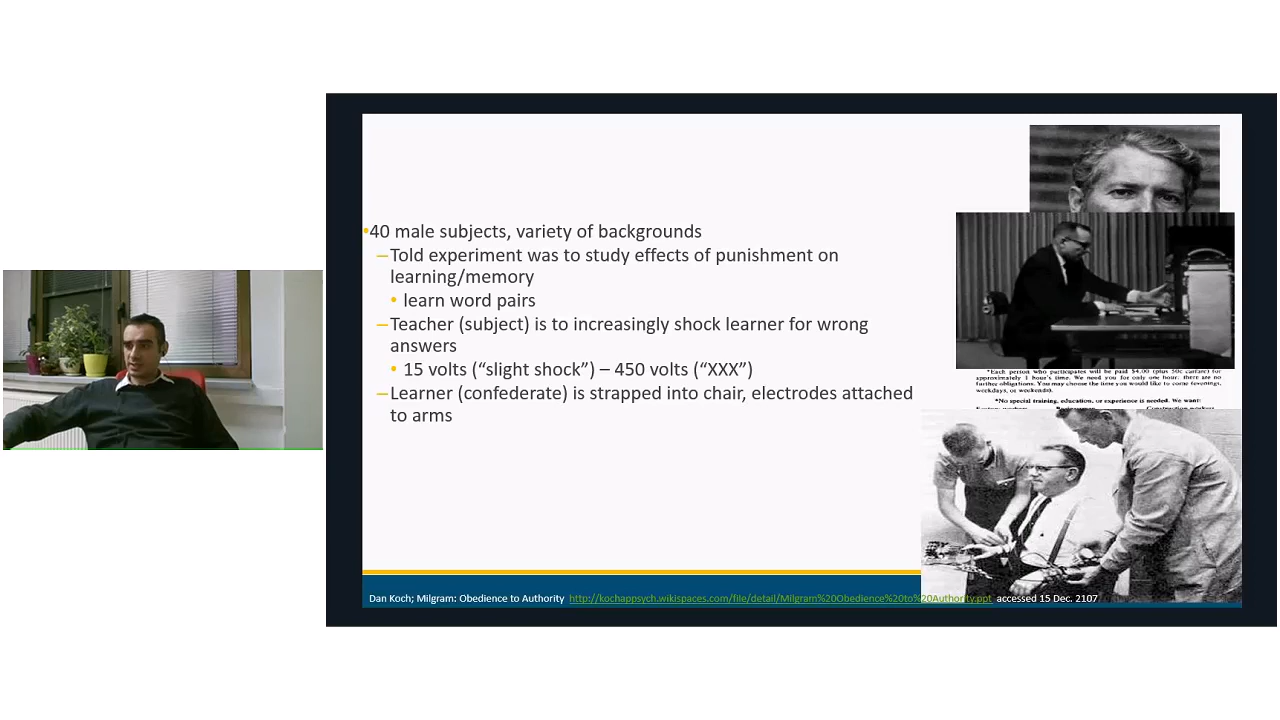 •40 male subjects, variety of backgrounds
–Told experiment was to study effects of punishment on
learning/memory
• learn word pairs
–Teacher (subject) is to increasingly shock learner for wrong
answers
• 15 volts (“slight shock”) – 450 volts (“XXX”)
–Learner (confederate) is strapped into chair, electrodes attached
to arms
*Each person who participates will be paid $4.00 (plus 50c carfare) for
approximately 1 hour's time. We need you for only one hour: there are no
further obligations. You may choose the time you would like to come (evenings,
weekdays, or weekends).
*No special training, education, or experience is needed. We want:
Dan Koch; Milgram: Obedience to Authority http://kochappsych.wikispaces.com/file/detail/Milgram%20Obedience%20to%20Authority.ppt accessed 15 Dec. 2107